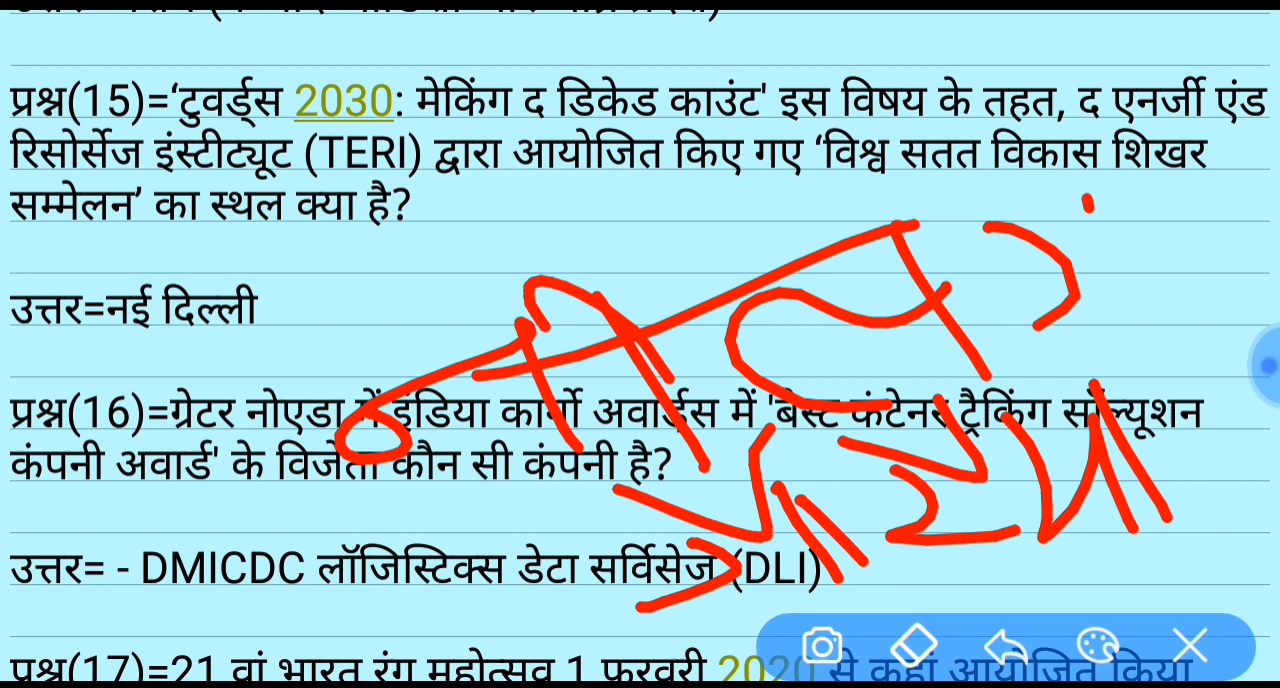 प्रश्न(15)=‘टुवर्ड्स 2030: मेकिंग द डिकेड काउंट' इस विषय के तहत, द एनर्जी एंड
रिसोर्सेज इंस्टीट्यूट (TERI) द्वारा आयोजित किए गए ‘विश्व सतत विकास शिखर
सम्मेलन’ का स्थल क्या है?
उत्तर=नई दिल्ली
प्रश्न(16)=ग्रेटर नोएडा में इंडिया कार्गो अवार्ड्स में 'बेस्ट कंटेनर ट्रैकिंग सॉल्यूशन
कंपनी अवार्ड' के विजेता कौन सी कंपनी है?
उत्तर= - DMICDC लॉजिस्टिक्स डेटा सर्विसेज (DLI)
प्रश्न(17)=21 वां भारत रंग महोत्सव 1 फरवरी 2020 से कहां आयोजित किया